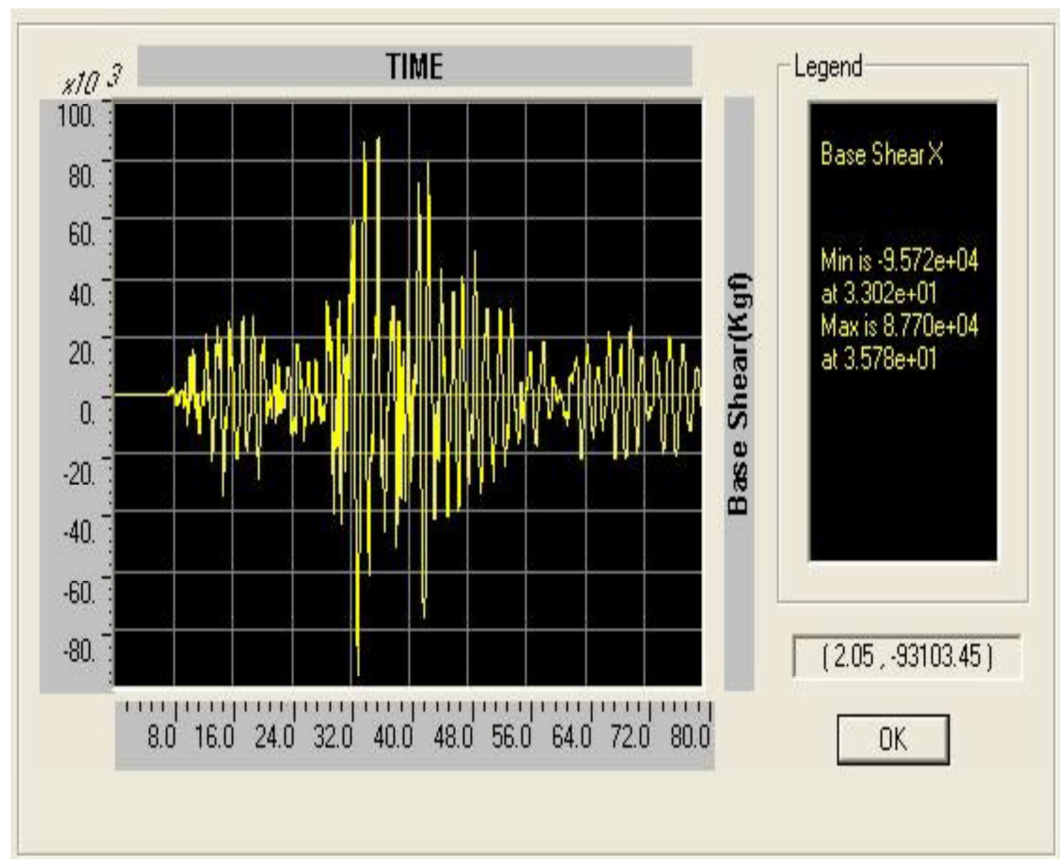 TIME
x10 3
100.
80.
60.
40.
20.
0.
-20.
-40.
-60.
-80.
8.0 16.0 24.0 32.0 40.0 48.0 56.0 64.0 72.0 80.0
Base Shear(Kgf)
Legend
Base Shear X
Min is -9.572e+04
at 3.302e+01
Max is 8.770e+04
at 3.578e+01
( 2.05 , -93103.45 )
OK